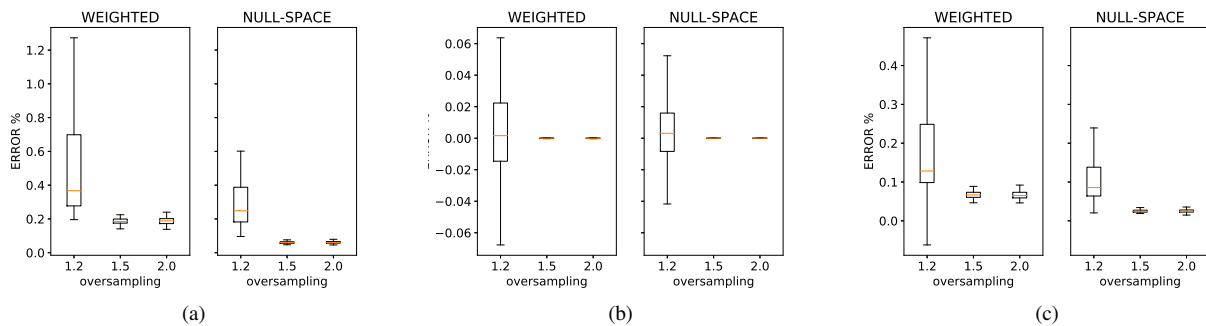 WEIGHTED
NULL-SPACE
ERROR %
1.2
1.0
0.8
0.6
0.4
0.2
0.0
1.2 1.5 2.0
oversampling
1.2 1.5 2.0
oversampling
(a)
WEIGHTED
NULL-SPACE
0.06
0.04
0.02
0.00
−0.02
−0.04
−0.06
1.2 1.5 2.0
oversampling
1.2 1.5 2.0
oversampling
(b)
WEIGHTED
NULL-SPACE
ERROR %
0.4
0.3
0.2
0.1
0.0
1.2 1.5 2.0
oversampling
1.2 1.5 2.0
oversampling
(c)